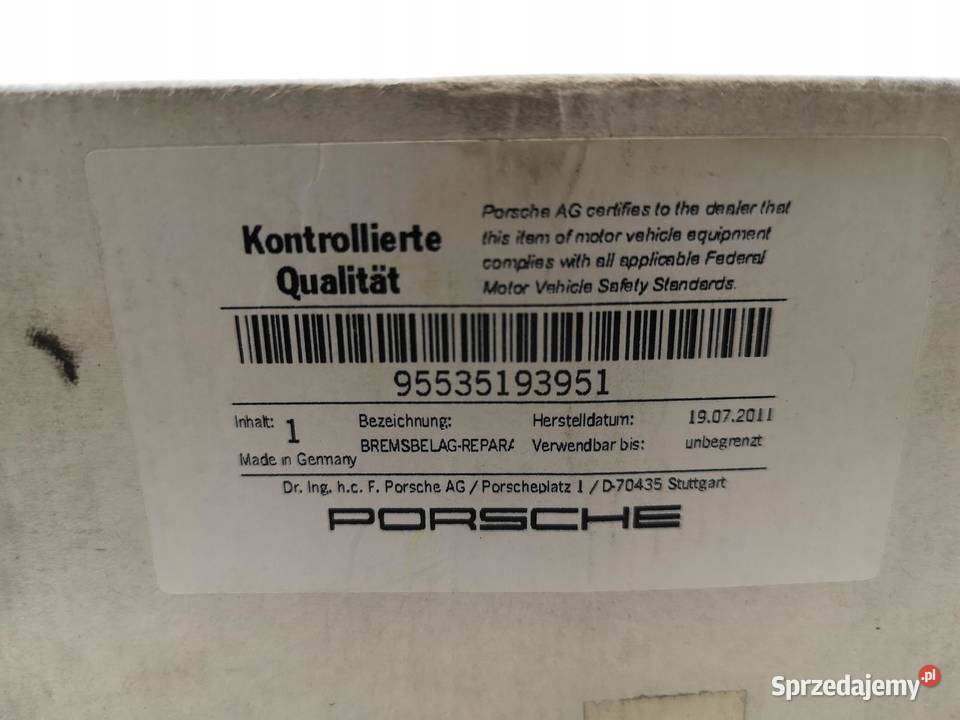 Kontrollierte
Qualität
Porsche AG certifies to the dealer that
this item of motor vehicle equipment
complies with all applicable Federal
Motor Vehicle Safety Standards.
95535193951
Inhalt: 1
Made in Germany
Bezeichnung:
BREMSBELAG-REPARA
Herstelldatum: 19.07.2011
Verwendbar bis: unbegrenzt
Dr. Ing. h.c. F. Porsche AG / Porscheplatz 1 / D-70435 Stuttgart
PORSCHE
Sprzedajemy.pl